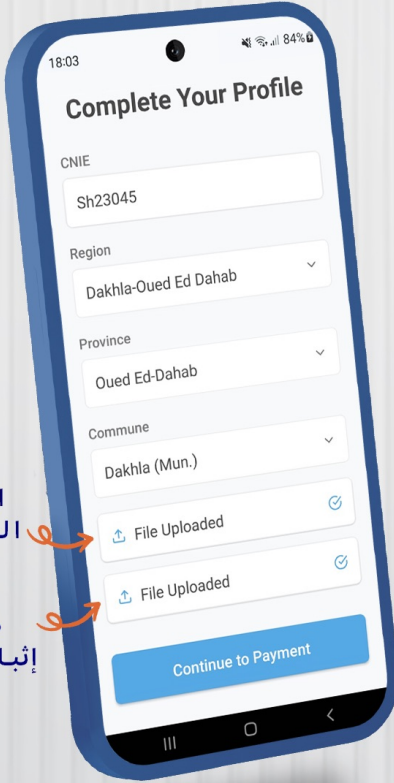 18:03
84%
Complete Your Profile
CNIE
Sh23045
Region
Dakhla-Oued Ed Dahab
Province
Oued Ed-Dahab
Commune
Dakhla (Mun.)
File Uploaded
File Uploaded
Continue to Payment